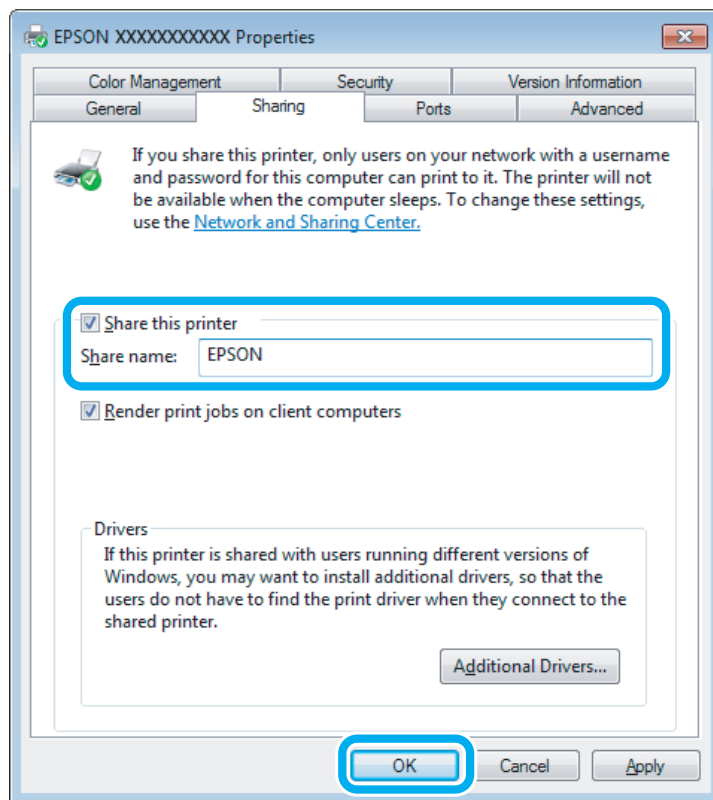 EPSON XXXXXXXXXXX Properties
Color Management Security Version Information
General Sharing Ports Advanced
If you share this printer, only users on your network with a username
and password for this computer can print to it. The printer will not
be available when the computer sleeps. To change these settings,
use the Network and Sharing Center.
Share this printer
Share name: EPSON
Render print jobs on client computers
Drivers
If this printer is shared with users running different versions of
Windows, you may want to install additional drivers, so that the
users do not have to find the print driver when they connect to the
shared printer.
Additional Drivers...
OK Cancel Apply